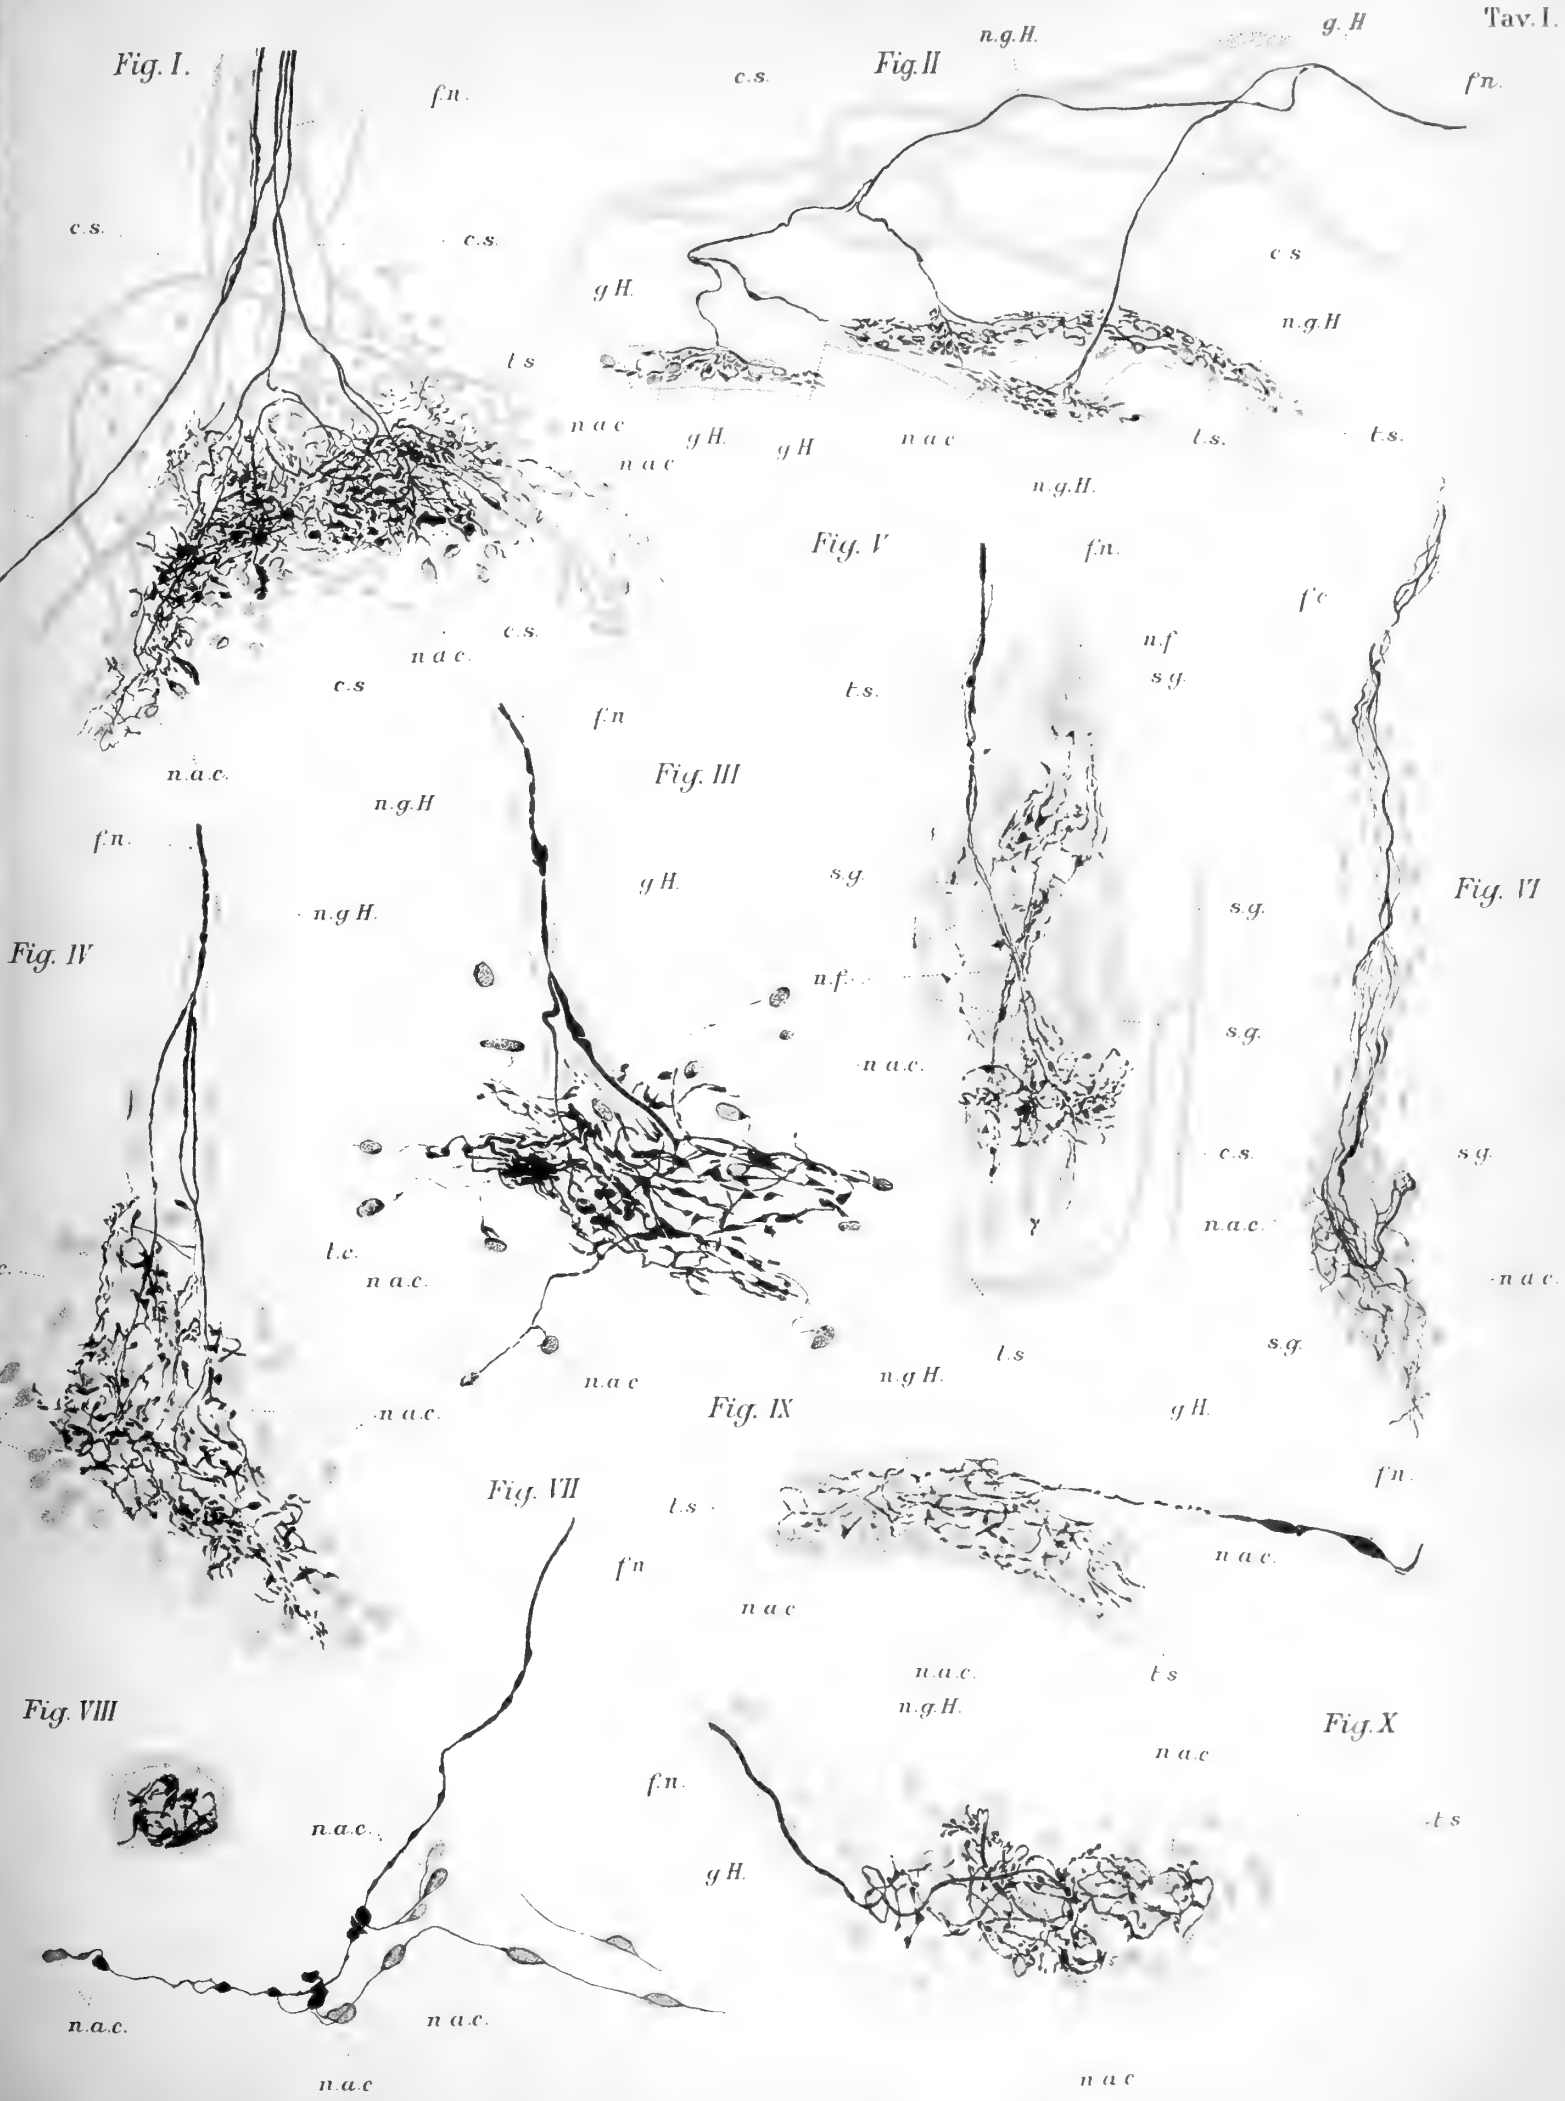 Tav. I.
n.g.H.
g. H
Fig. I.
c.s.
Fig. II
f.n.
f.n.
c.s.
c.s.
c s
g H.
n.g.H
t s
n a c
g H.
g H
n a c
t.s.
t.s.
n a c
n.g.H.
Fig. V
f.n.
f c
c.s.
n.f
n a c.
s g.
c.s
t.s.
f.n
n.a.c.
Fig. III
n.g.H
f.n.
g H.
s.g.
s.g.
Fig. VI
n.g H.
Fig. IV
n.f.
s.g.
n a.c.
c.s.
s g.
n.a.c.
t.c.
c.
n a.c.
n a c.
s.g.
t.s
n.g H.
n.a c
Fig. IX
g H.
n a.c.
Fig. VII
f.n.
t.s
n a c.
f n
n a c
n.a.c.
t s
n.g.H.
Fig. VIII
Fig. X
n a.c
f.n.
n.a.c.
t s
g H.
n.a.c.
n a.c.
n.a.c
n a c